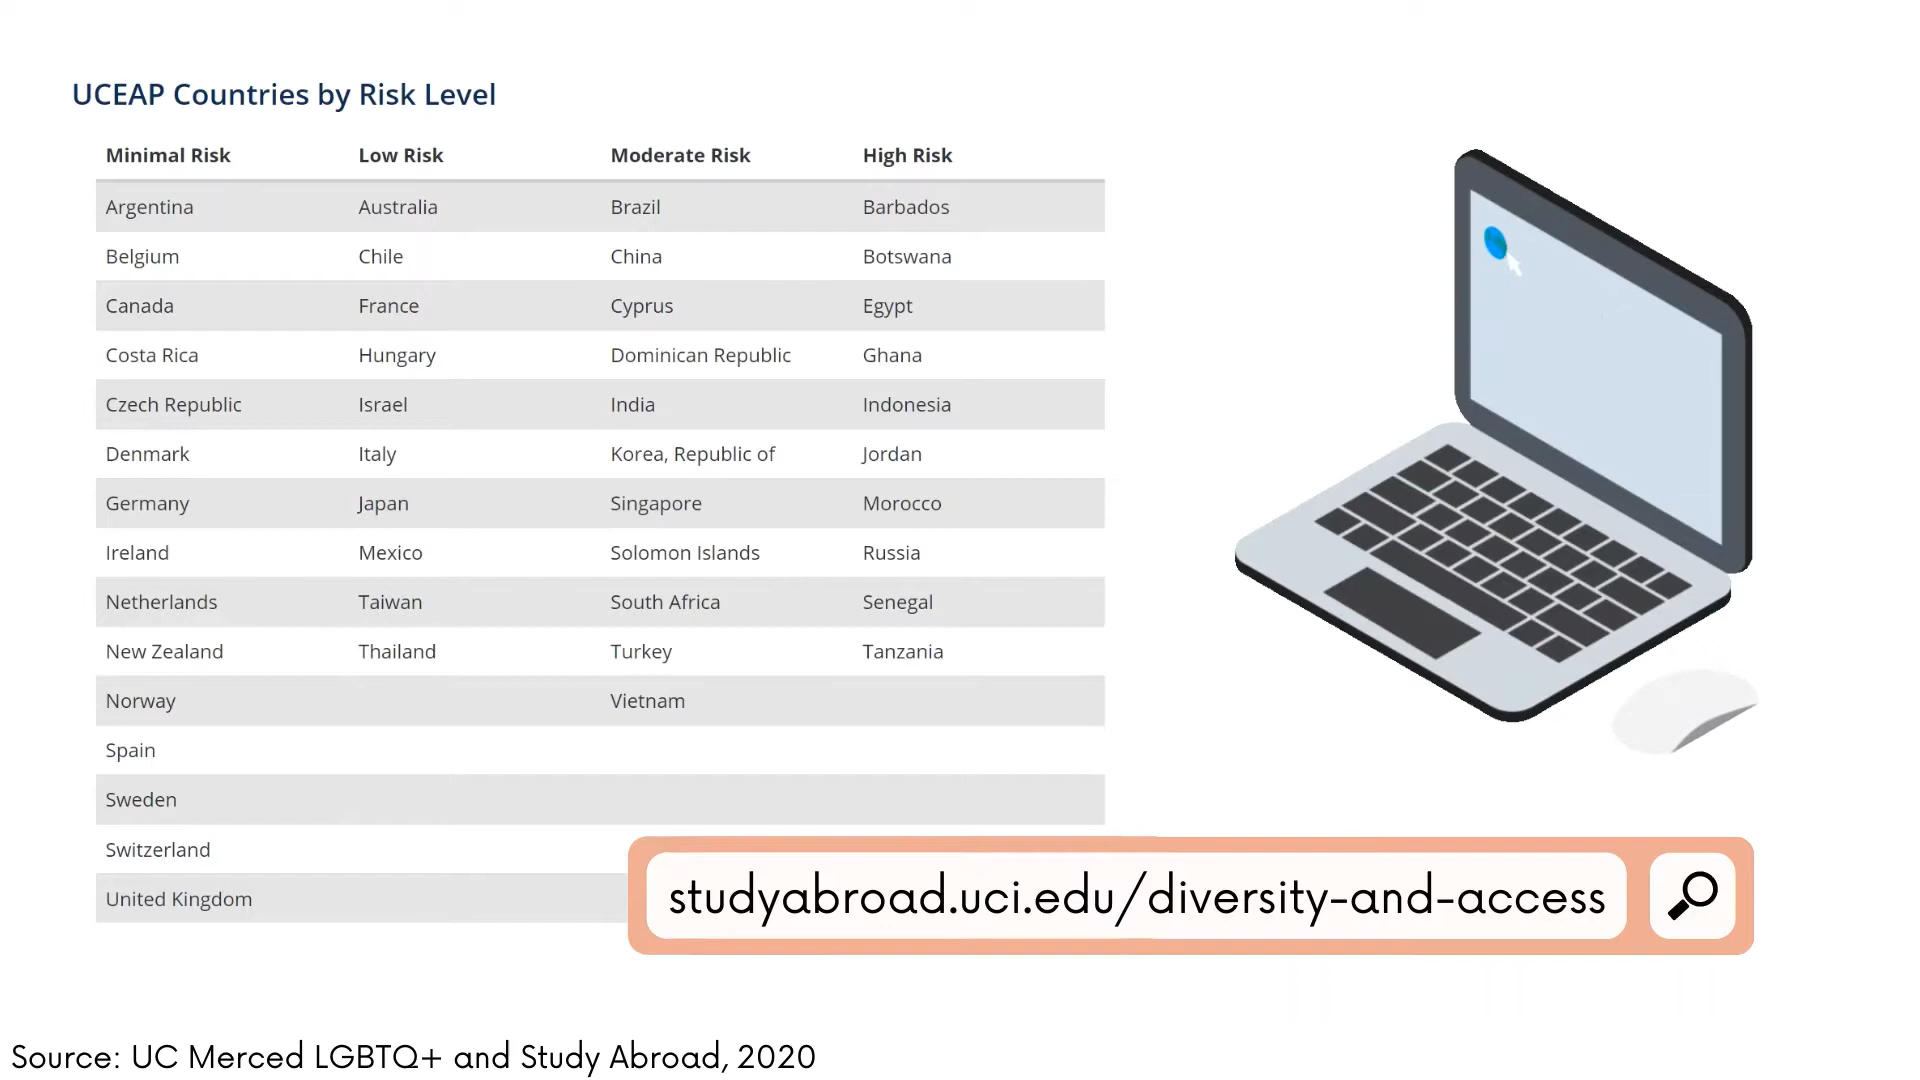 UCEAP Countries by Risk Level
Minimal Risk Low Risk Moderate Risk High Risk
Argentina Australia Brazil Barbados
Belgium Chile China Botswana
Canada France Cyprus Egypt
Costa Rica Hungary Dominican Republic Ghana
Czech Republic Israel India Indonesia
Denmark Italy Korea, Republic of Jordan
Germany Japan Singapore Morocco
Ireland Mexico Solomon Islands Russia
Netherlands Taiwan South Africa Senegal
New Zealand Thailand Turkey Tanzania
Norway Vietnam
Spain
Sweden
Switzerland
United Kingdom
studyabroad.uci.edu/diversity-and-access
Source: UC Merced LGBTQ+ and Study Abroad, 2020